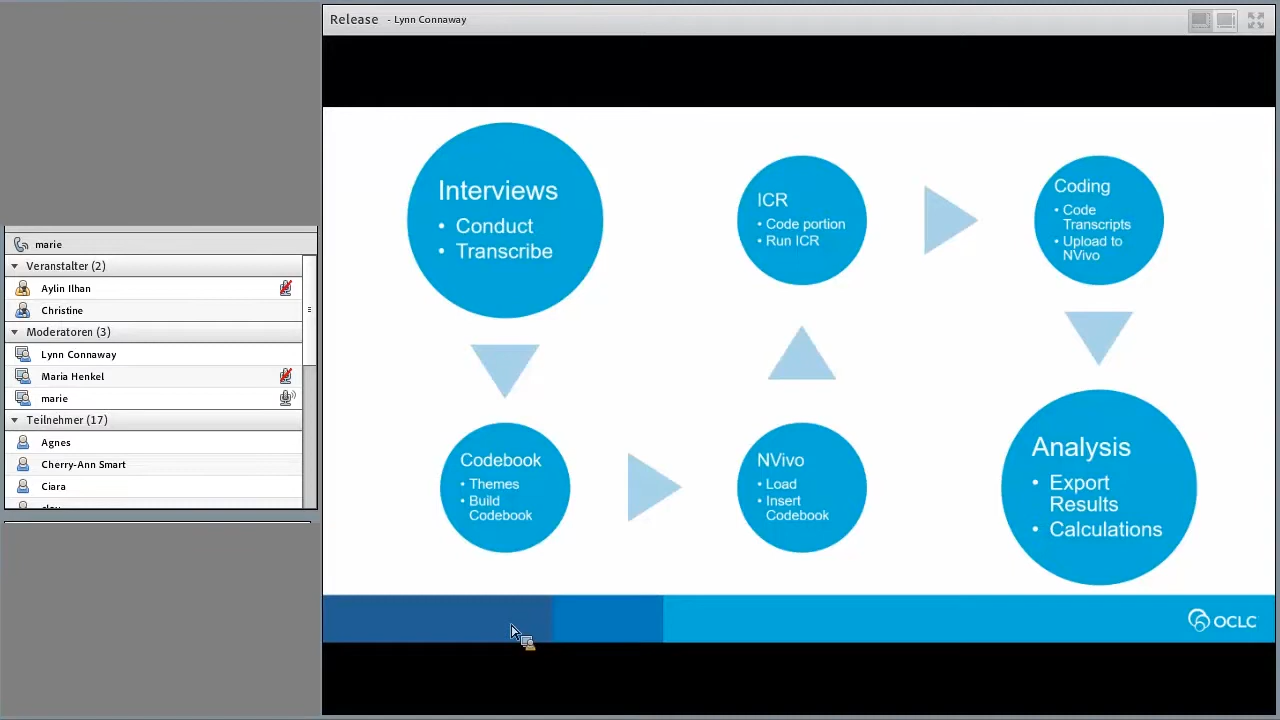 Release - Lynn Connaway
marie
Veranstalter (2)
Aylin Ilhan
Christine
Moderatoren (3)
Lynn Connaway
Maria Henkel
marie
Teilnehmer (17)
Agnes
Cherry-Ann Smart
Ciara
Interviews
• Conduct
• Transcribe
Codebook
• Themes
• Build
Codebook
NVivo
• Load
• Insert
Codebook
ICR
• Code portion
• Run ICR
Coding
• Code
Transcripts
• Upload to
NVivo
Analysis
• Export
Results
• Calculations
OCLC